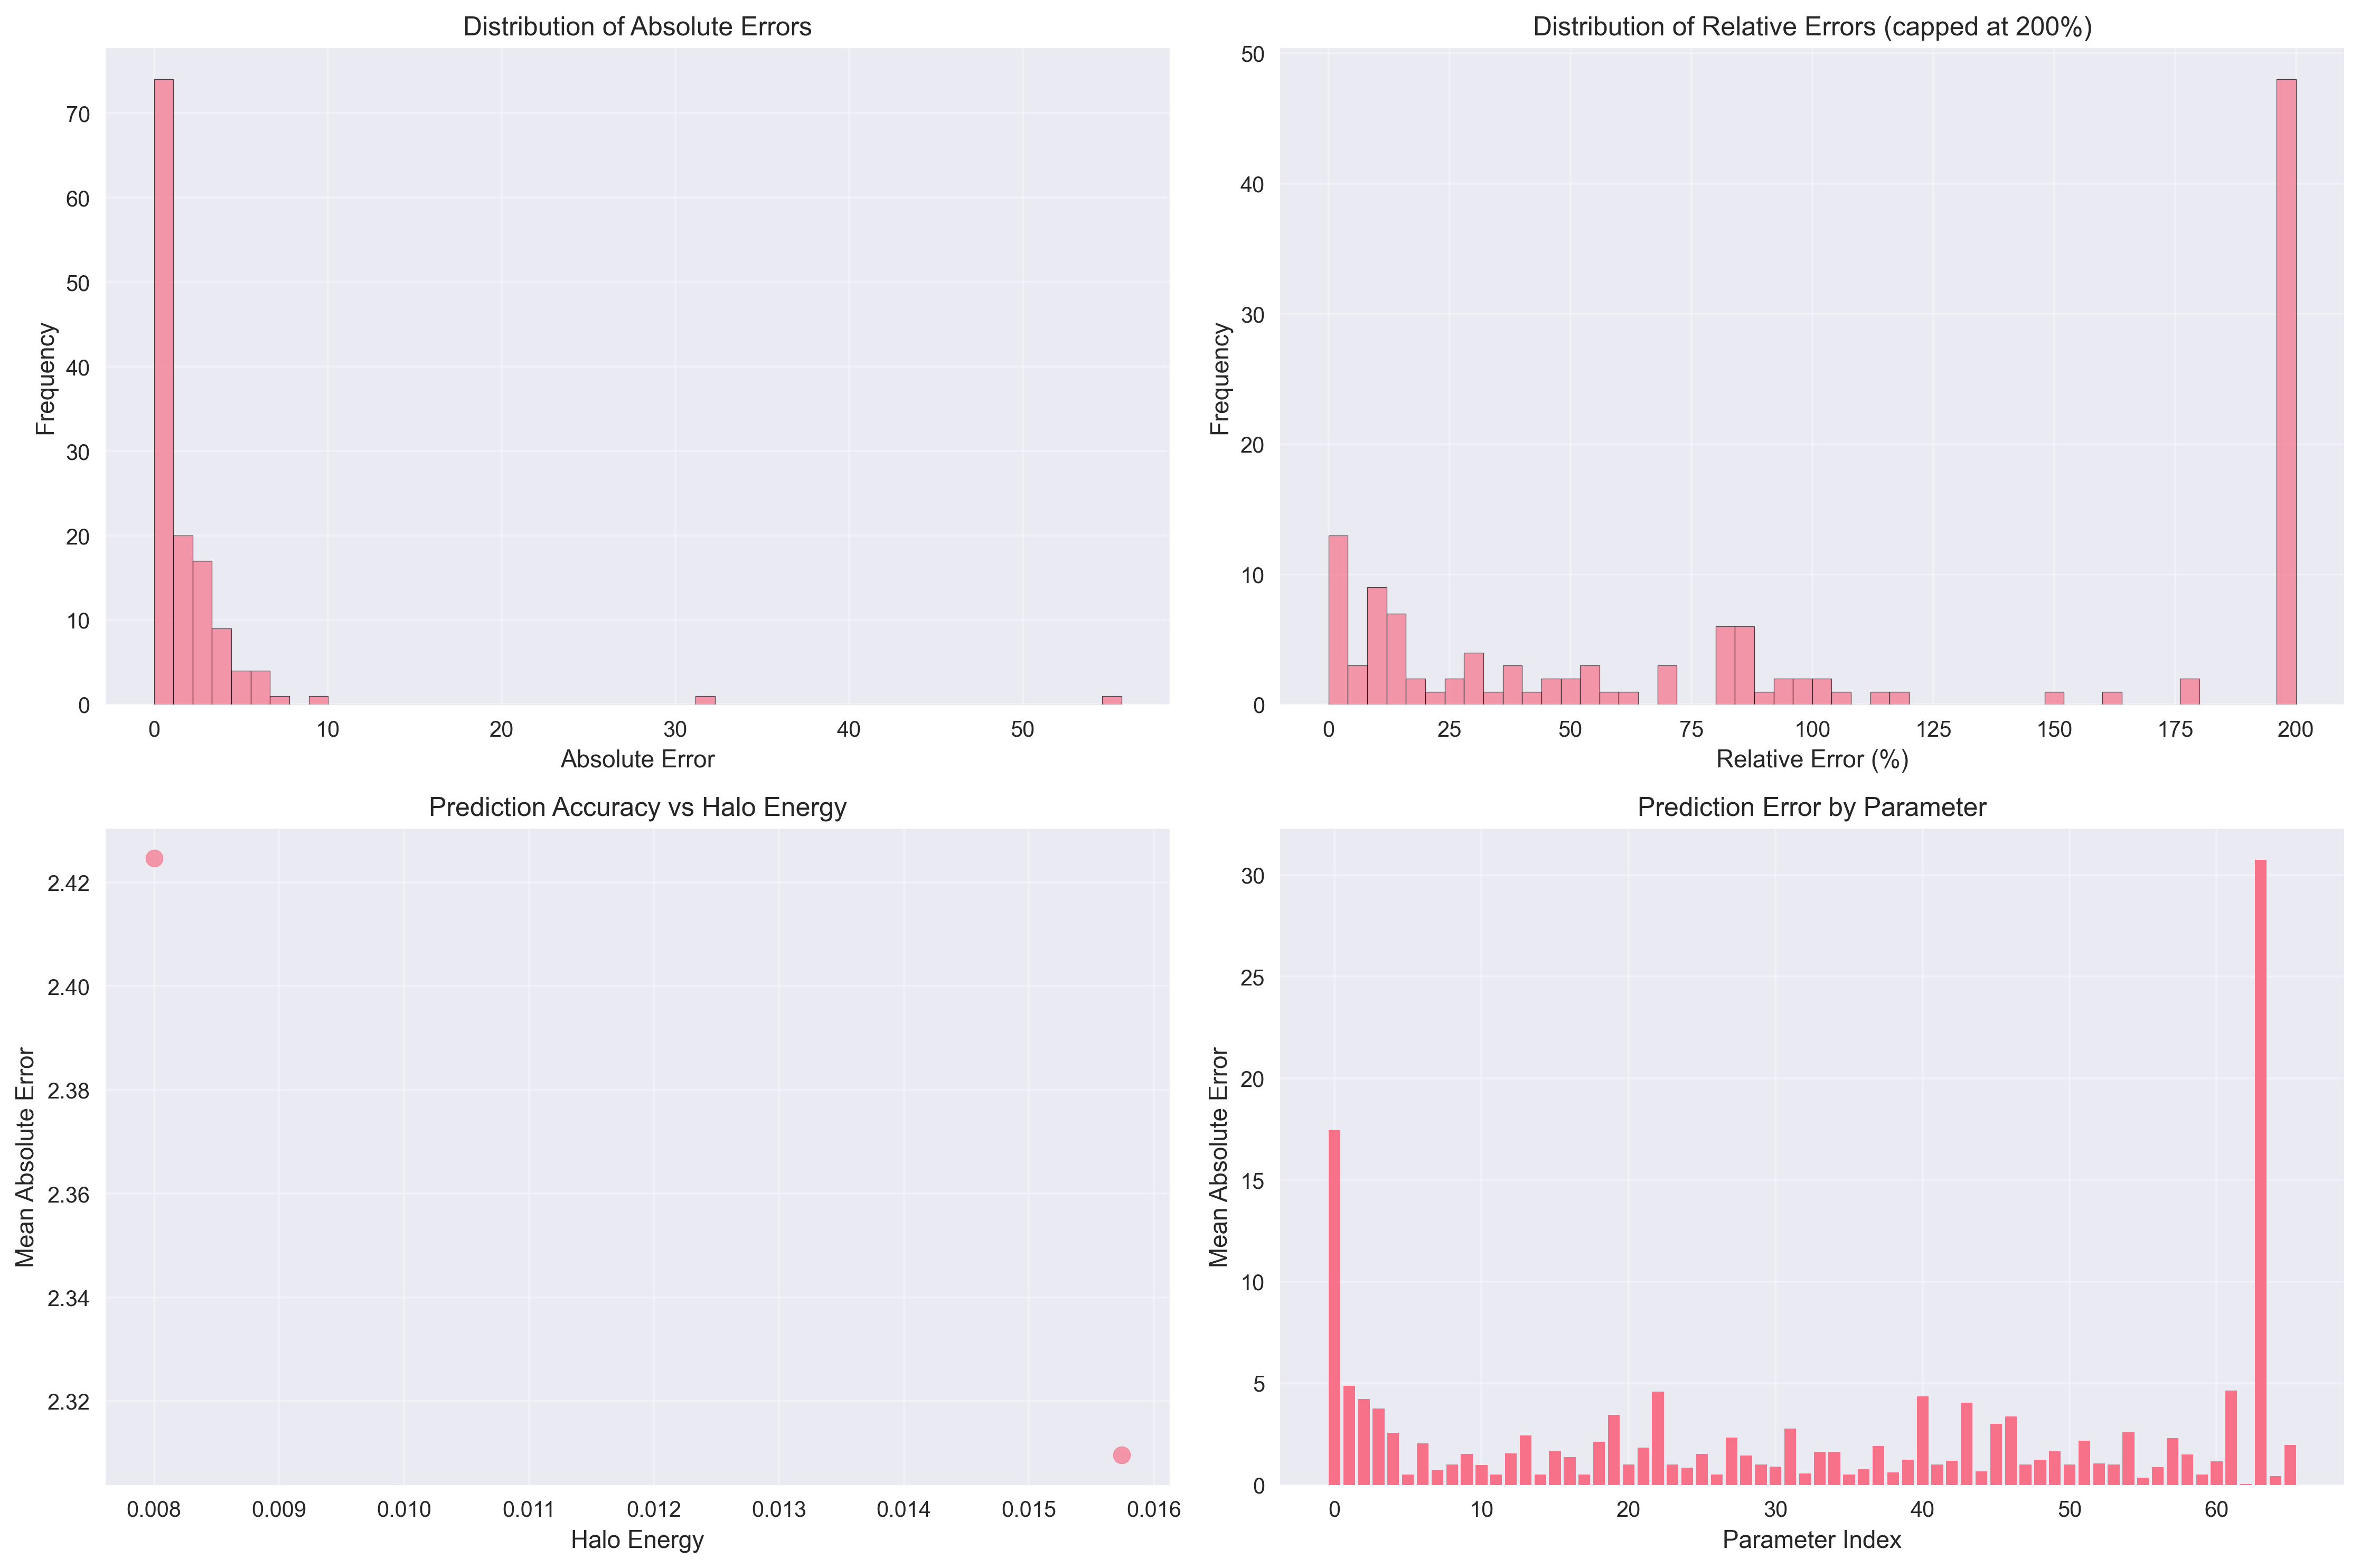 Distribution of Absolute Errors
70
60
50
40
30
20
10
0
Frequency
0 10 20 30 40 50
Absolute Error
Distribution of Relative Errors (capped at 200%)
50
40
30
20
10
0
Frequency
0 25 50 75 100 125 150 175 200
Relative Error (%)
Prediction Accuracy vs Halo Energy
2.42
2.40
2.38
2.36
2.34
2.32
Mean Absolute Error
0.008 0.009 0.010 0.011 0.012 0.013 0.014 0.015 0.016
Halo Energy
Prediction Error by Parameter
30
25
20
15
10
5
0
Mean Absolute Error
0 10 20 30 40 50 60
Parameter Index